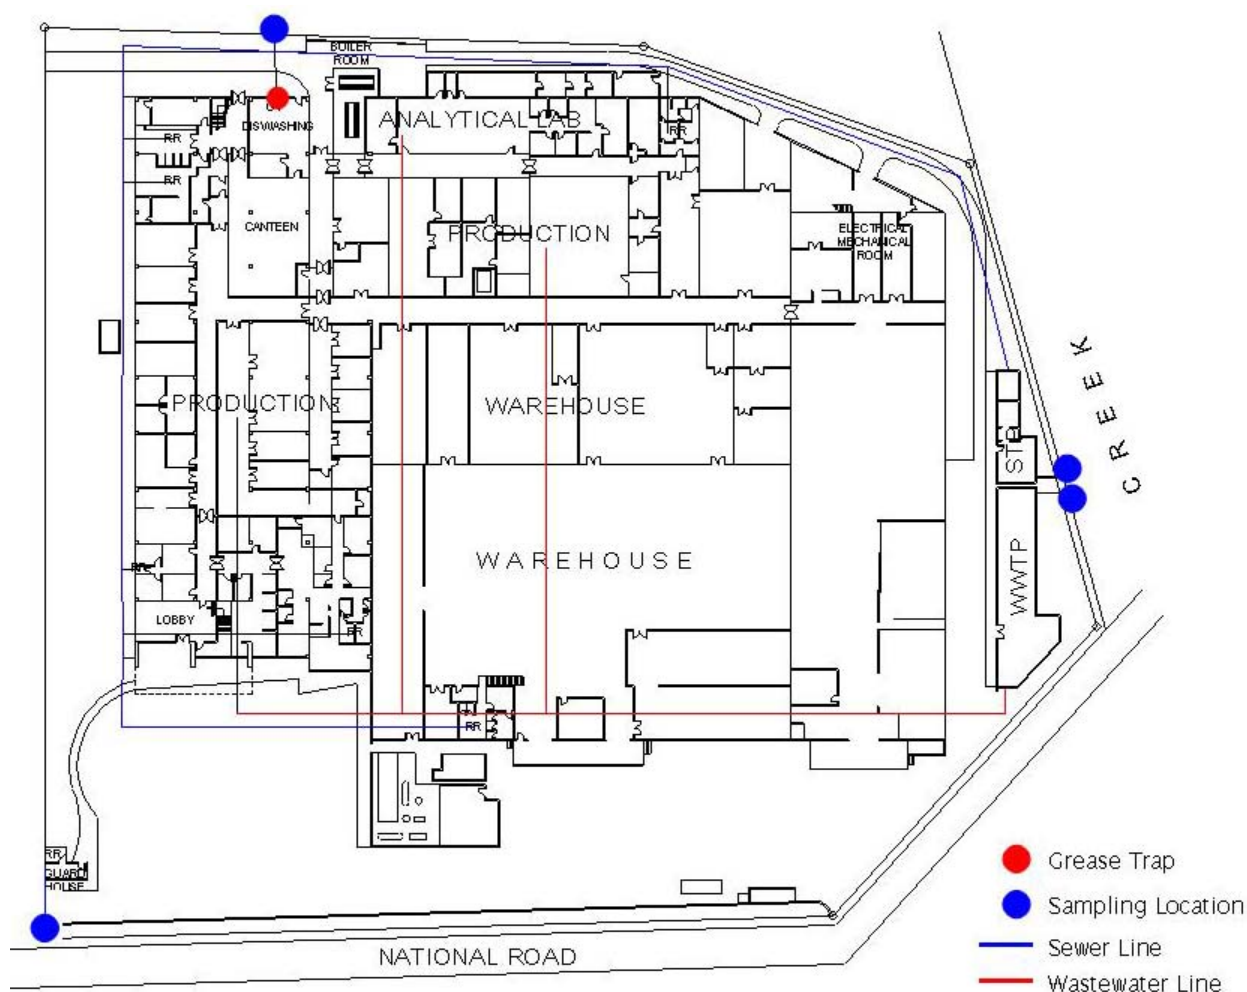 BOILER
ROOM
DISWASHING
ANALYTICAL LAB
RR
RR
RR
CANTEEN
PRODUCTION
ELECTRICAL
MECHANICAL
ROOM
CREEK
PRODUCTION
WAREHOUSE
STP
WAREHOUSE
WWTP
RR
LOBBY
RR
RR
RR
GUARD
HOUSE
NATIONAL ROAD
Grease Trap
Sampling Location
Sewer Line
Wastewater Line